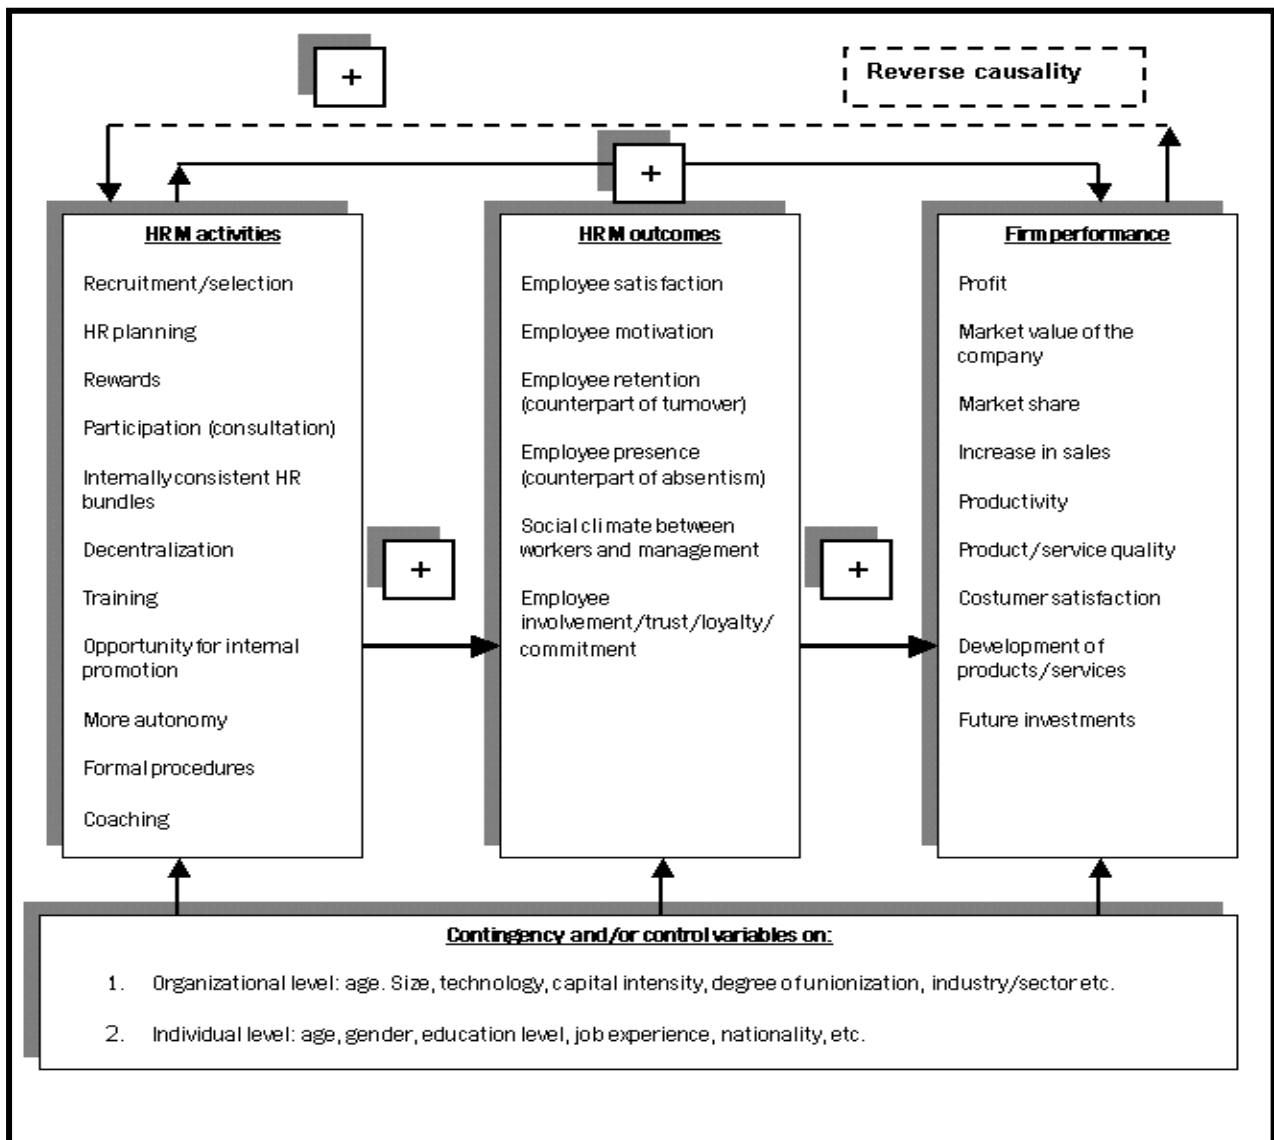 +
Reverse causality
+
HRM activities
Recruitment/selection
HR planning
Rewards
Participation (consultation)
Internally consistent HR
bundles
Decentralization
Training
Opportunity for internal
promotion
More autonomy
Formal procedures
Coaching
+
HRM outcomes
Employee satisfaction
Employee motivation
Employee retention
(counterpart of turnover)
Employee presence
(counterpart of absentism)
Social climate between
workers and management
Employee
involvement/trust/loyalty/
commitment
+
Firm performance
Profit
Market value of the
company
Market share
Increase in sales
Productivity
Product/service quality
Costumer satisfaction
Development of
products/services
Future investments
Contingency and/or control variables on:
1. Organizational level: age. Size, technology, capital intensity, degree of unionization, industry/sector etc.
2. Individual level: age, gender, education level, job experience, nationality, etc.